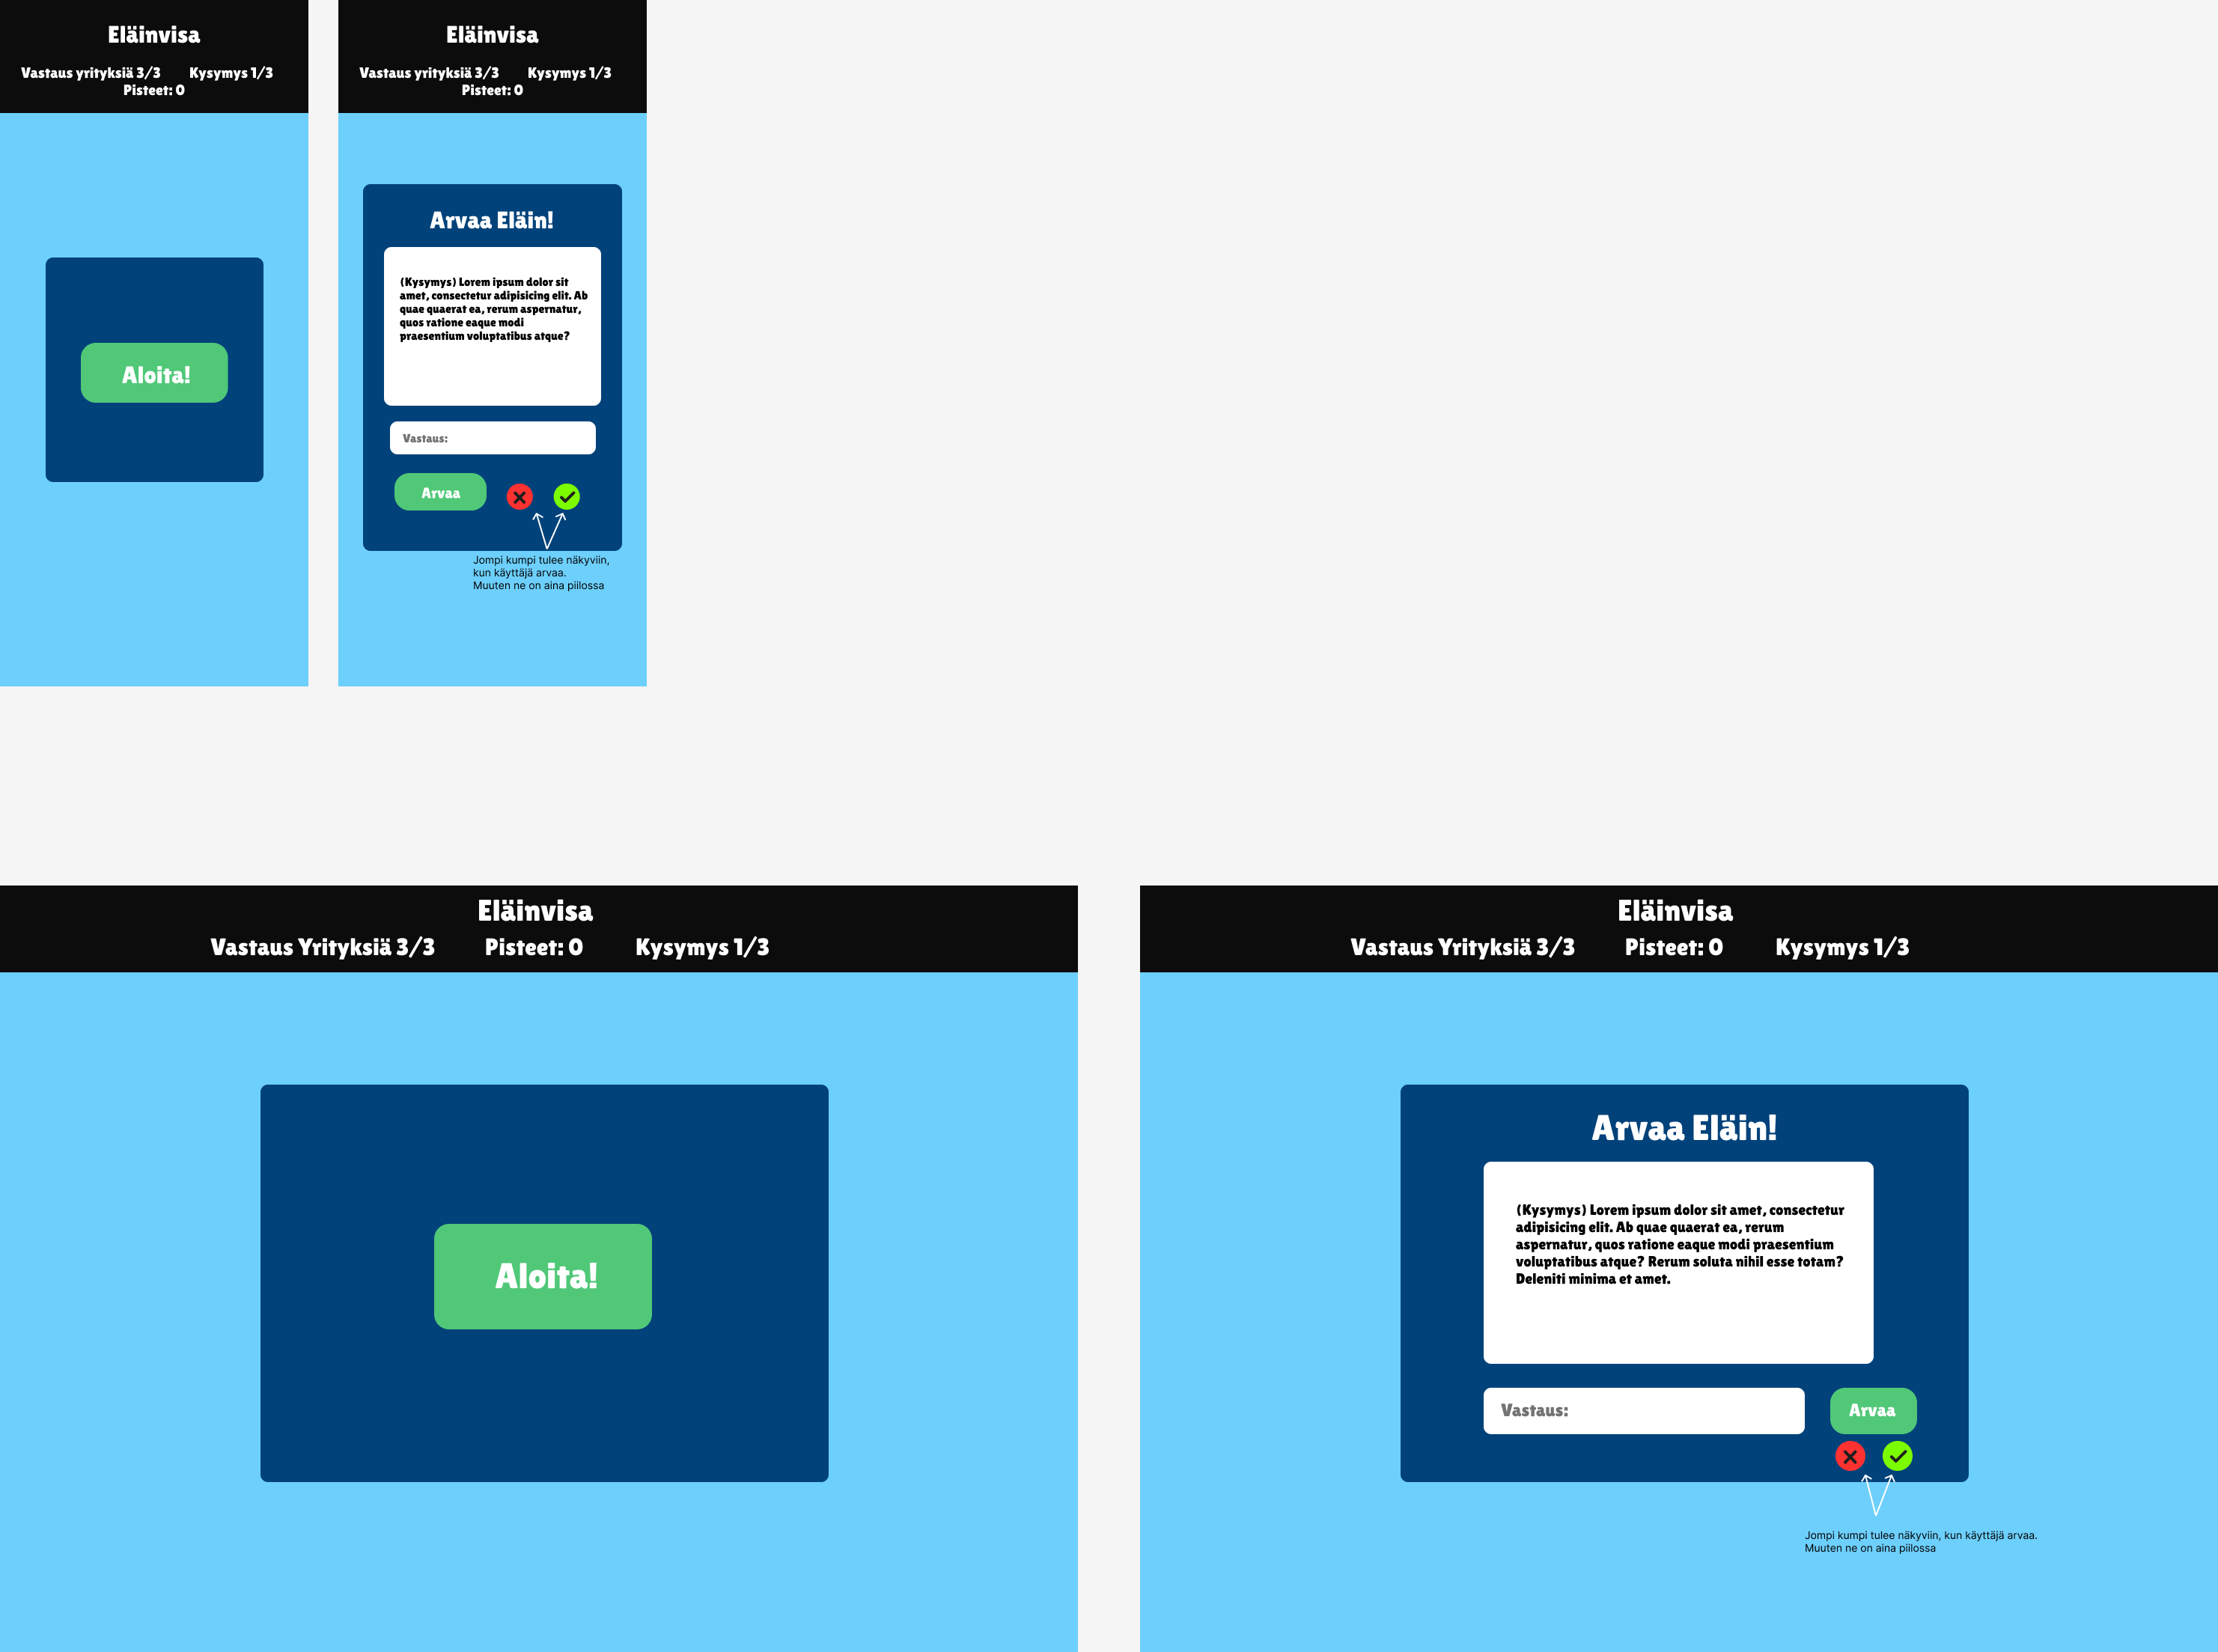 Eläinvisa
Vastaus yrityksiä 3/3 Kysymys 1/3
Pisteet: 0
Aloita!
Eläinvisa
Vastaus yrityksiä 3/3 Kysymys 1/3
Pisteet: 0
Arvaa Eläin!
(Kysymys) Lorem ipsum dolor sit
amet, consectetur adipisicing elit. Ab
quae quaerat ea, rerum aspernatur,
quos ratione eaque modi
praesentium voluptatibus atque?
Vastaus:
Arvaa
Jompi kumpi tulee näkyviin,
kun käyttäjä arvaa.
Muuten ne on aina piilossa
Eläinvisa
Vastaus Yrityksiä 3/3 Pisteet: 0 Kysymys 1/3
Aloita!
Eläinvisa
Vastaus Yrityksiä 3/3 Pisteet: 0 Kysymys 1/3
Arvaa Eläin!
(Kysymys) Lorem ipsum dolor sit amet, consectetur
adipisicing elit. Ab quae quaerat ea, rerum
aspernatur, quos ratione eaque modi praesentium
voluptatibus atque? Rerum soluta nihil esse totam?
Deleniti minima et amet.
Vastaus:
Arvaa
Jompi kumpi tulee näkyviin, kun käyttäjä arvaa.
Muuten ne on aina piilossa